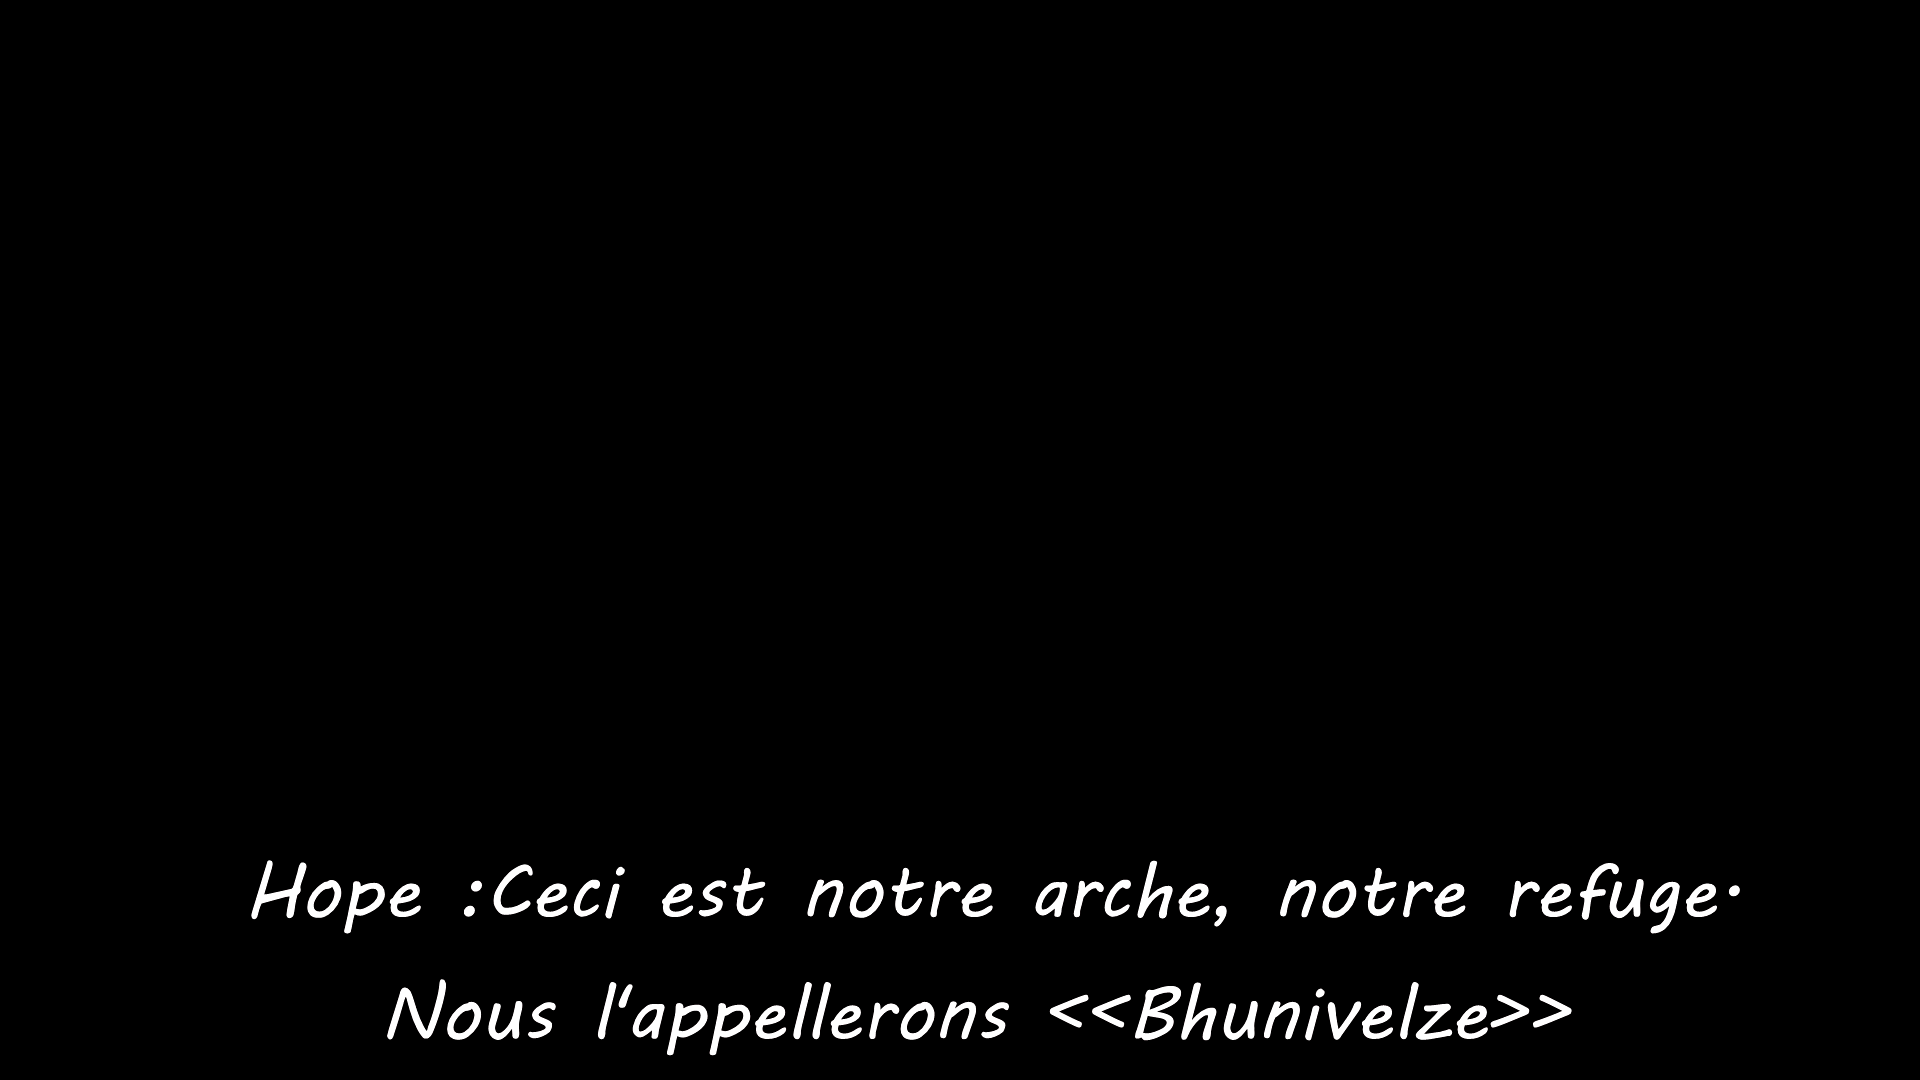 Hope :Ceci est notre arche, notre refuge.
Nous l'appellerons <<Bhunivelze>>